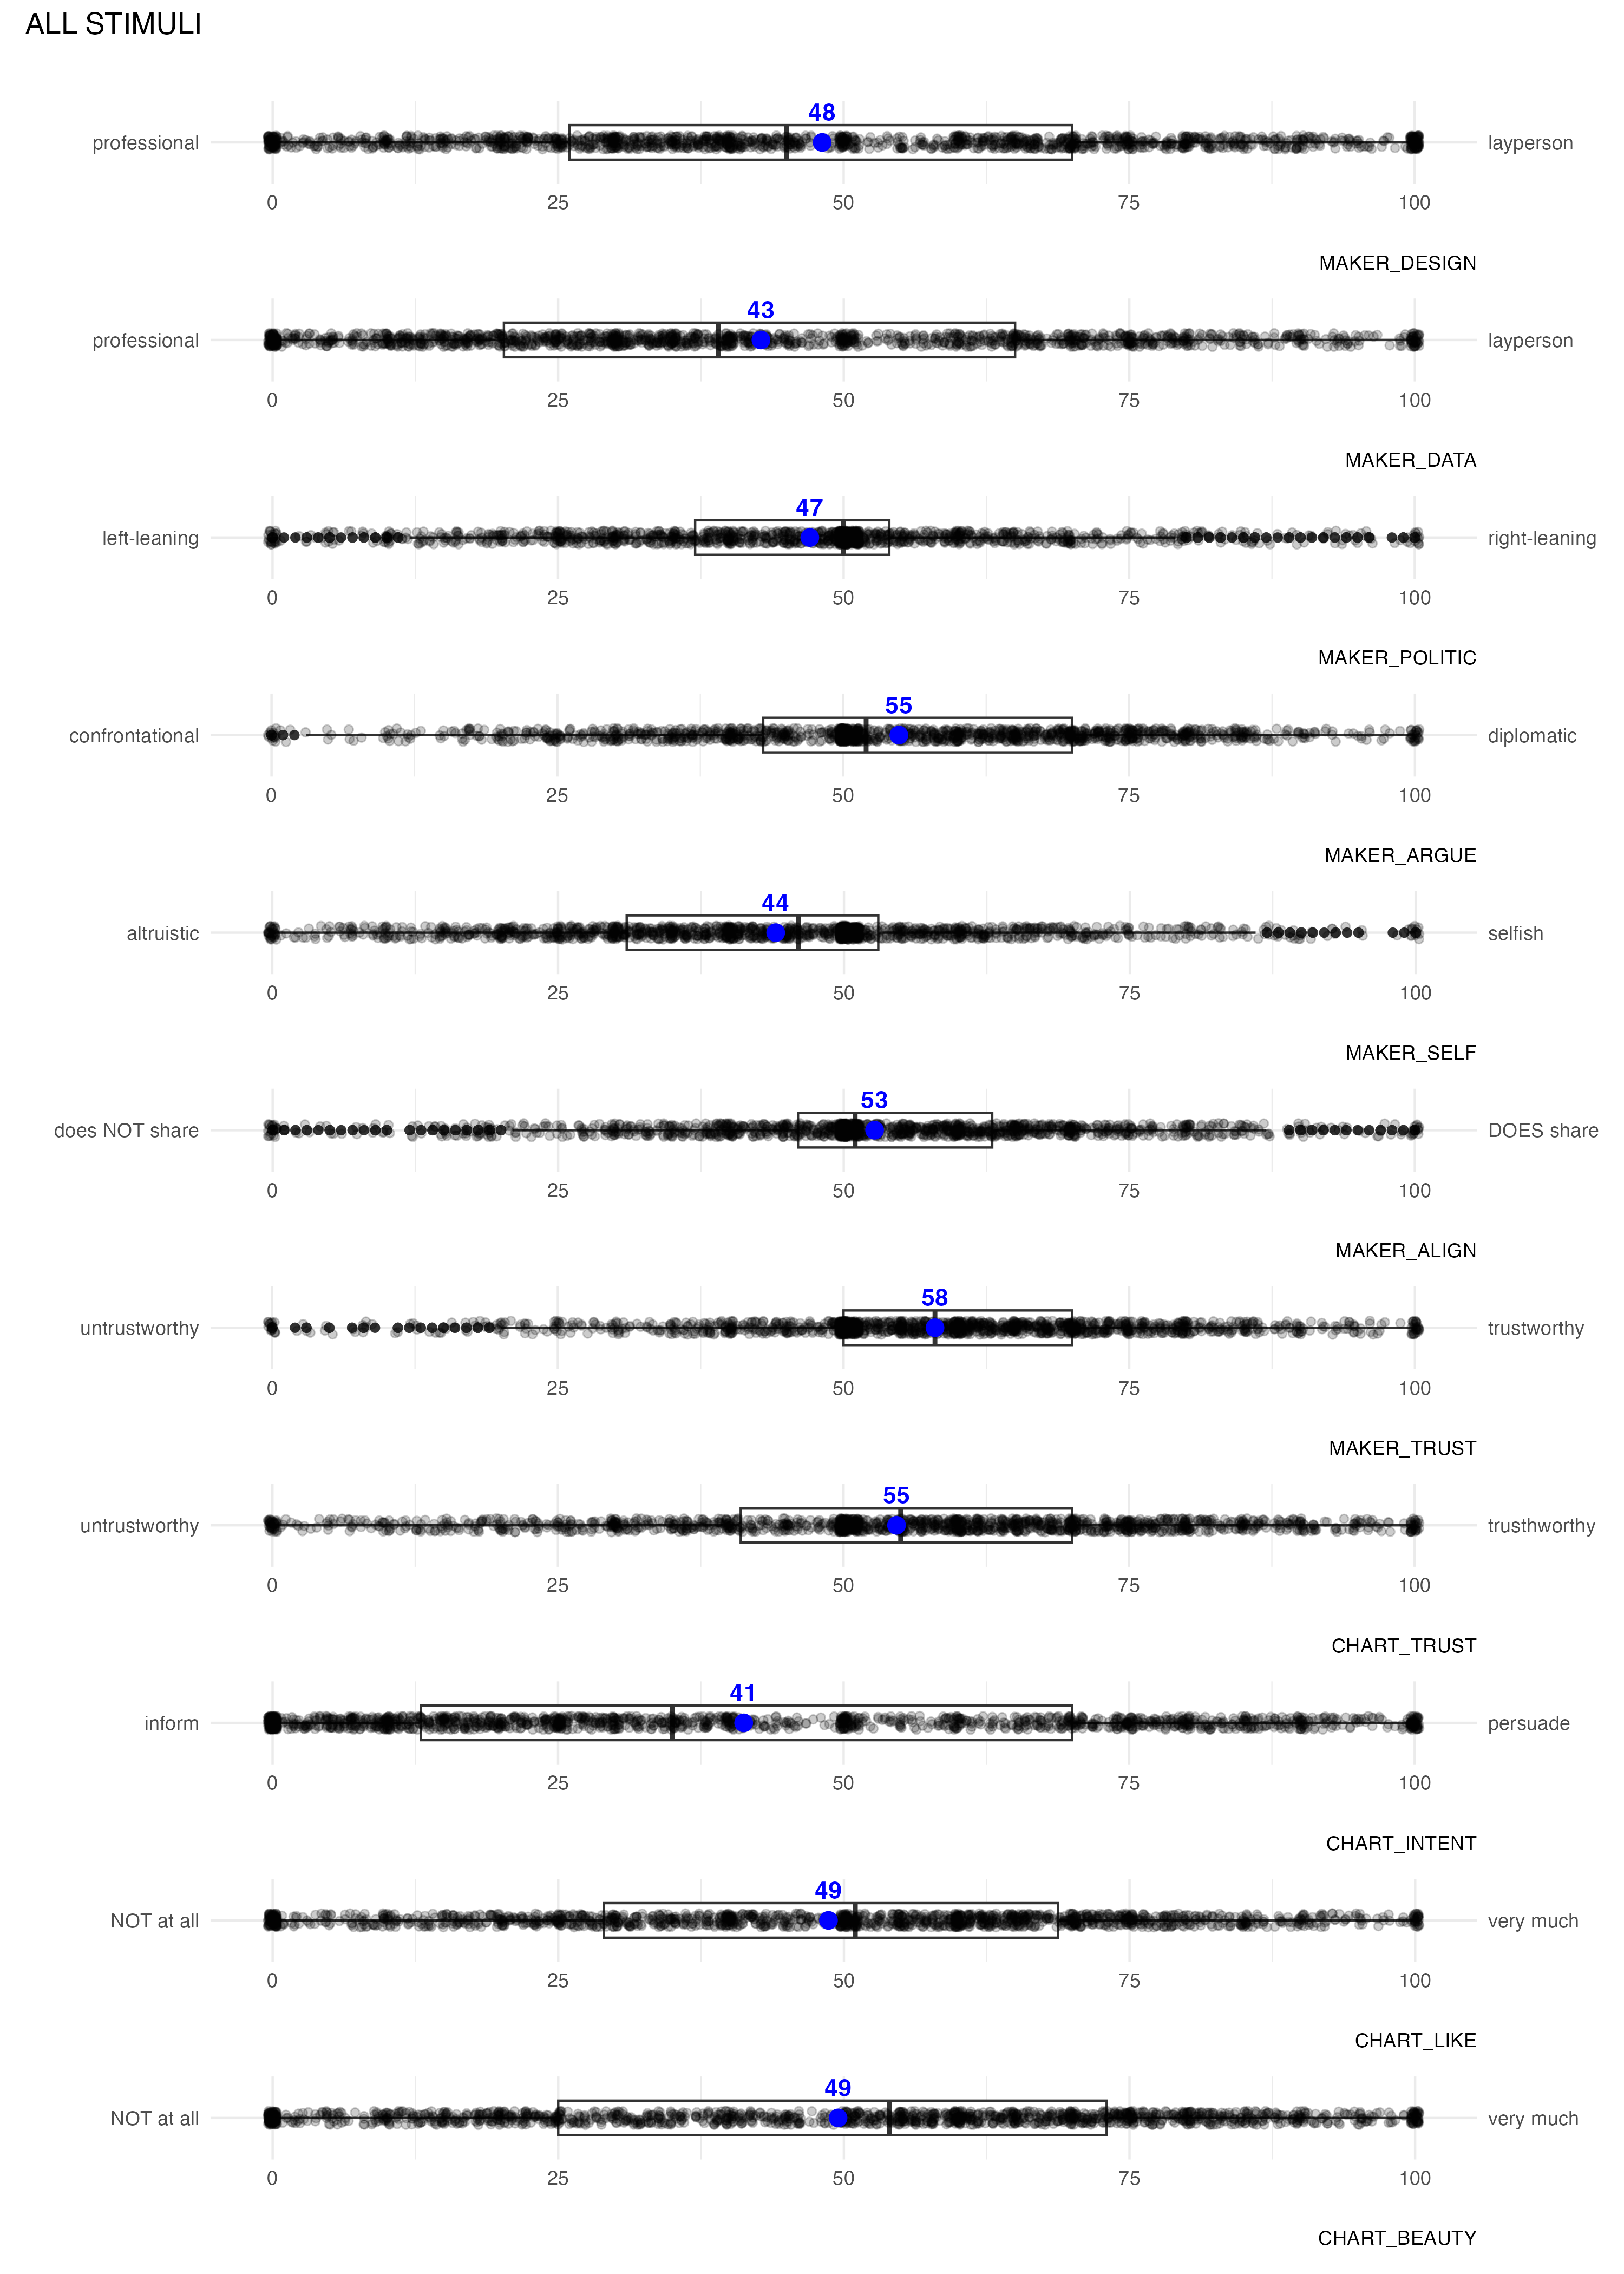 ALL STIMULI
48
professional layperson
0 25 50 75 100
MAKER_DESIGN
43
professional layperson
0 25 50 75 100
MAKER_DATA
47
left-leaning right-leaning
0 25 50 75 100
MAKER_POLITIC
55
confrontational diplomatic
0 25 50 75 100
MAKER_ARGUE
44
altruistic selfish
0 25 50 75 100
MAKER_SELF
53
does NOT share DOES share
0 25 50 75 100
MAKER_ALIGN
58
untrustworthy trustworthy
0 25 50 75 100
MAKER_TRUST
55
untrustworthy trusthworthy
0 25 50 75 100
CHART_TRUST
41
inform persuade
0 25 50 75 100
CHART_INTENT
49
NOT at all very much
0 25 50 75 100
CHART_LIKE
49
NOT at all very much
0 25 50 75 100
CHART_BEAUTY